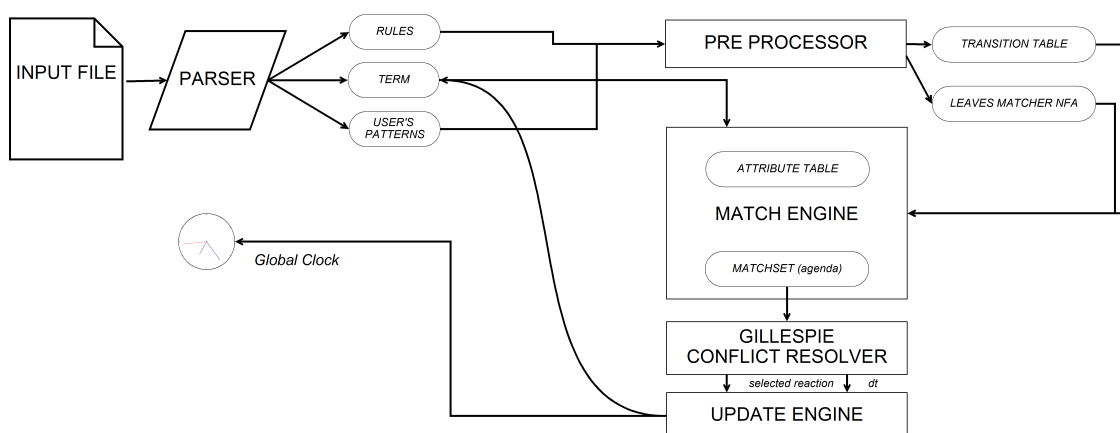 INPUT FILE
PARSER
RULES
TERM
USER'S
PATTERNS
PRE PROCESSOR
TRANSITION TABLE
LEAVES MATCHER NFA
ATTRIBUTE TABLE
MATCH ENGINE
MATCHSET (agenda)
Global Clock
GILLESPIE
CONFLICT RESOLVER
selected reaction
dt
UPDATE ENGINE